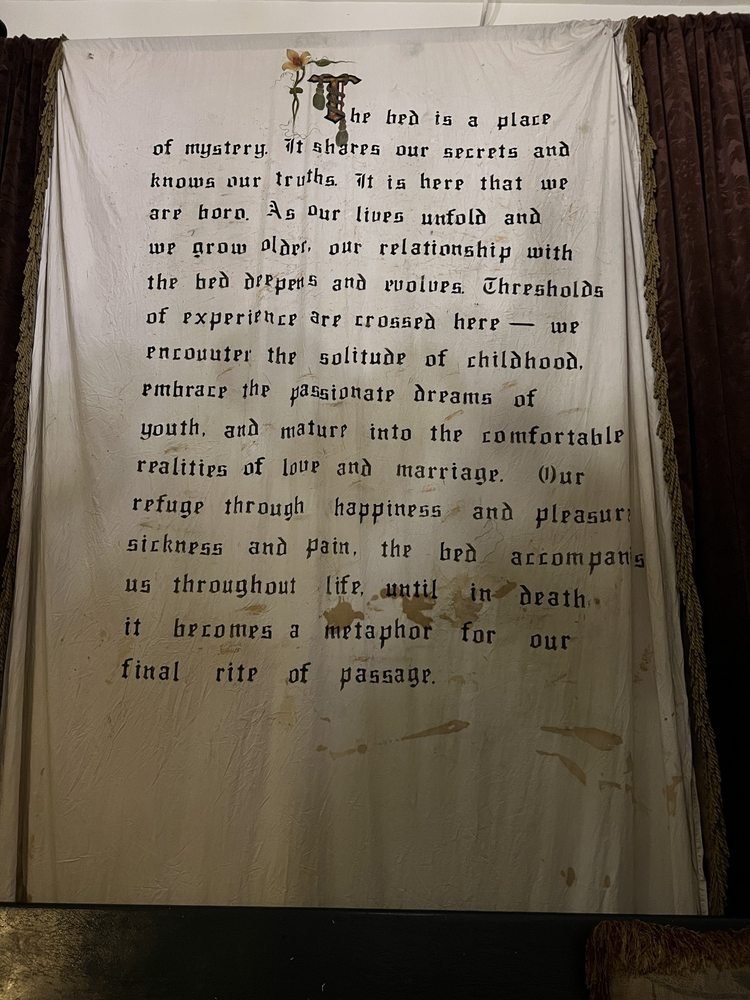 The bed is a place
of mystery. It shares our secrets and
knows our truths. It is here that we
are born. As our lives unfold and
we grow older, our relationship with
the bed deepens and evolves. Thresholds
of experience are crossed here — we
encounter the solitude of childhood,
embrace the passionate dreams of
youth, and mature into the comfortable
realities of love and marriage. Our
refuge through happiness and pleasure
sickness and pain, the bed accompanies
us throughout life, until in death
it becomes a metaphor for our
final rite of passage.